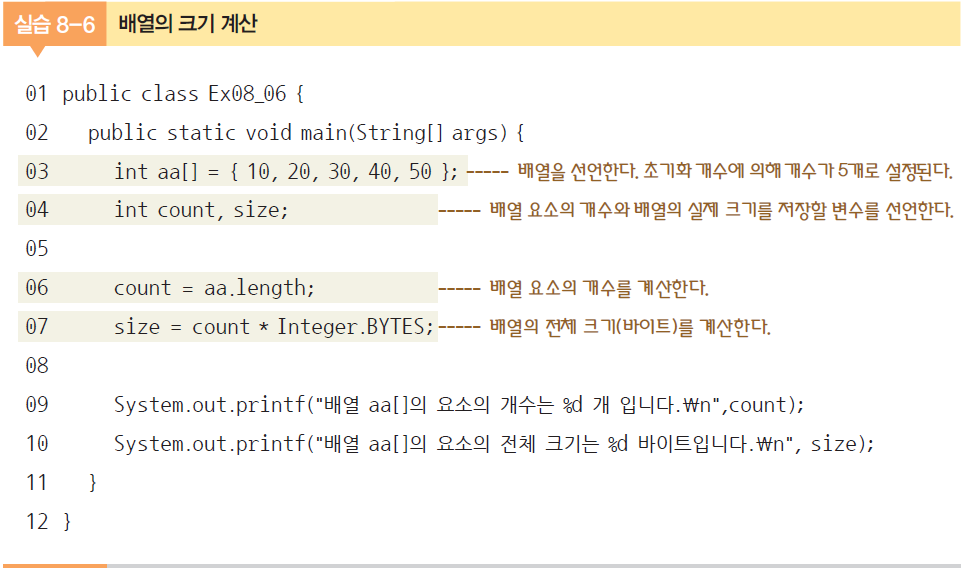 실습 8-6 배열의 크기 계산
01 public class Ex08_06 {
02 public static void main(String[] args) {
03 int aa[] = { 10, 20, 30, 40, 50 }; ----- 배열을 선언한다. 초기화 개수에 의해 개수가 5개로 설정된다.
04 int count, size; ----- 배열 요소의 개수와 배열의 실제 크기를 저장할 변수를 선언한다.
05
06 count = aa.length; ----- 배열 요소의 개수를 계산한다.
07 size = count * Integer.BYTES; ----- 배열의 전체 크기(바이트)를 계산한다.
08
09 System.out.printf("배열 aa[]의 요소의 개수는 %d 개 입니다.₩n",count);
10 System.out.printf("배열 aa[]의 요소의 전체 크기는 %d 바이트입니다.₩n", size);
11 }
12 }